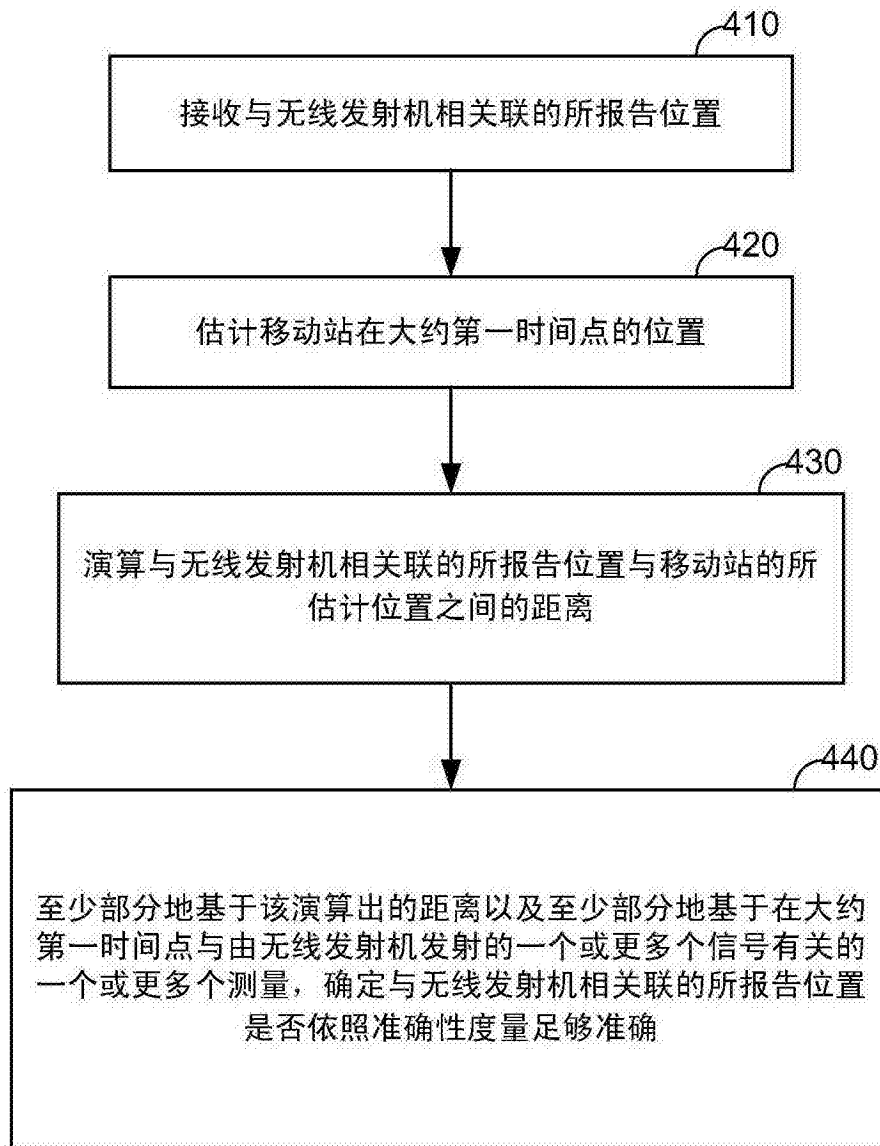 410
接收与无线发射机相关联的所报告位置
420
估计移动站在大约第一时间点的位置
430
演算与无线发射机相关联的所报告位置与移动站的所
估计位置之间的距离
440
至少部分地基于该演算出的距离以及至少部分地基于在大约
第一时间点与由无线发射机发射的一个或更多个信号有关的
一个或更多个测量，确定与无线发射机相关联的所报告位置
是否依照准确性度量足够准确